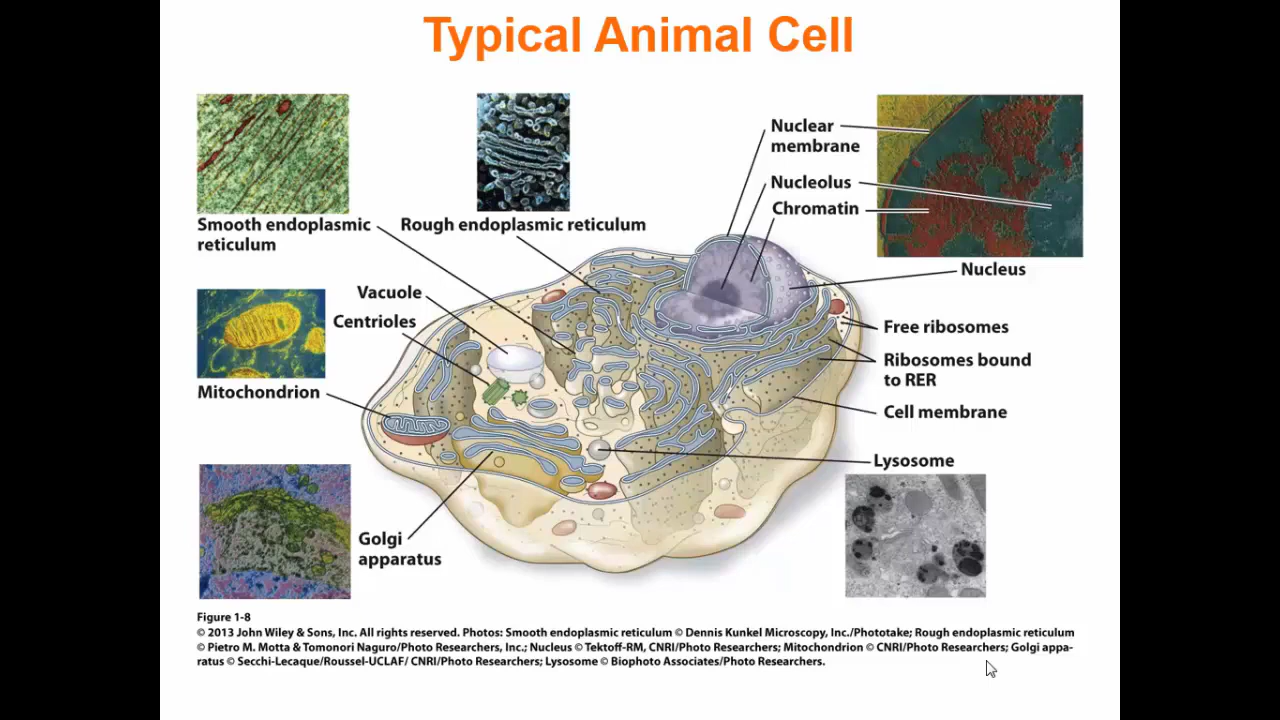 Typical Animal Cell
Nuclear
membrane
Nucleolus
Chromatin
Smooth endoplasmic
reticulum
Rough endoplasmic reticulum
Nucleus
Vacuole
Centrioles
Free ribosomes
Ribosomes bound
to RER
Mitochondrion
Cell membrane
Lysosome
Golgi
apparatus
Figure 1-8
© 2013 John Wiley & Sons, Inc. All rights reserved. Photos: Smooth endoplasmic reticulum © Dennis Kunkel Microscopy, Inc./Phototake; Rough endoplasmic reticulum
© Pietro M. Motta & Tomonori Naguro/Photo Researchers, Inc.; Nucleus © Tektoff-RM, CNRI/Photo Researchers; Mitochondrion © CNRI/Photo Researchers; Golgi appa-
ratus © Secchi-Lecaque/Roussel-UCLAF/ CNRI/Photo Researchers; Lysosome © Biophoto Associates/Photo Researchers.